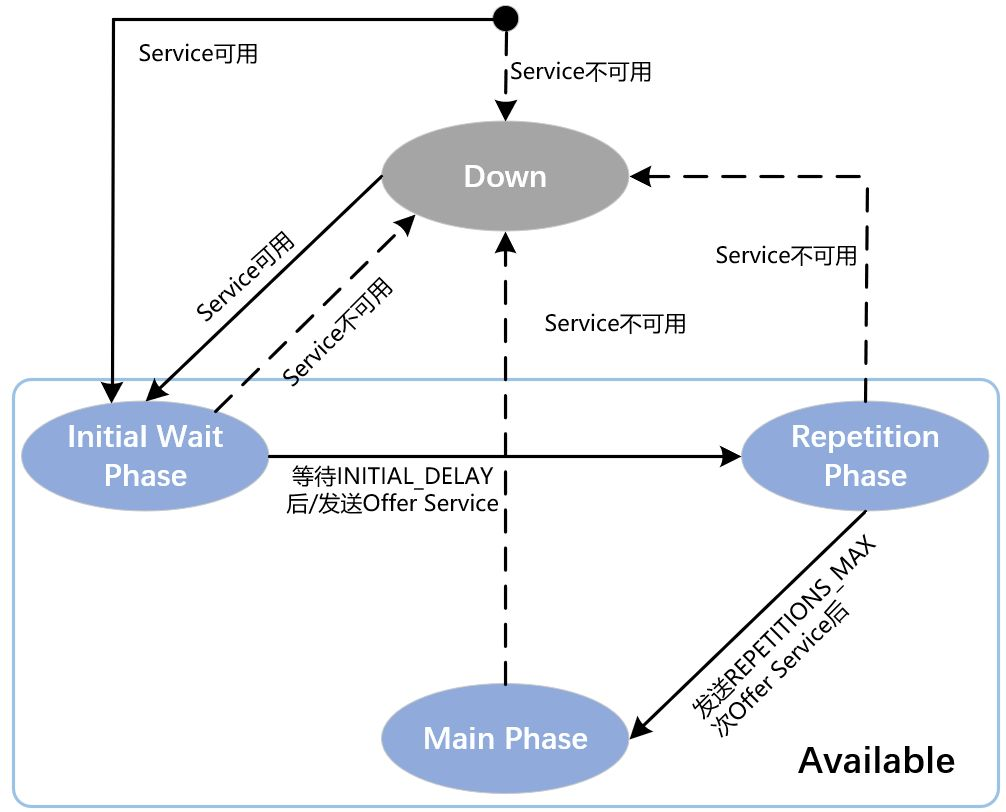 Service可用
Service不可用
Down
Service可用
Service不可用
Service不可用
Service不可用
Initial Wait
Phase
Repetition
Phase
等待INITIAL_DELAY
后/发送Offer Service
发送REPETITIONS_MAX
次Offer Service后
Main Phase
Available